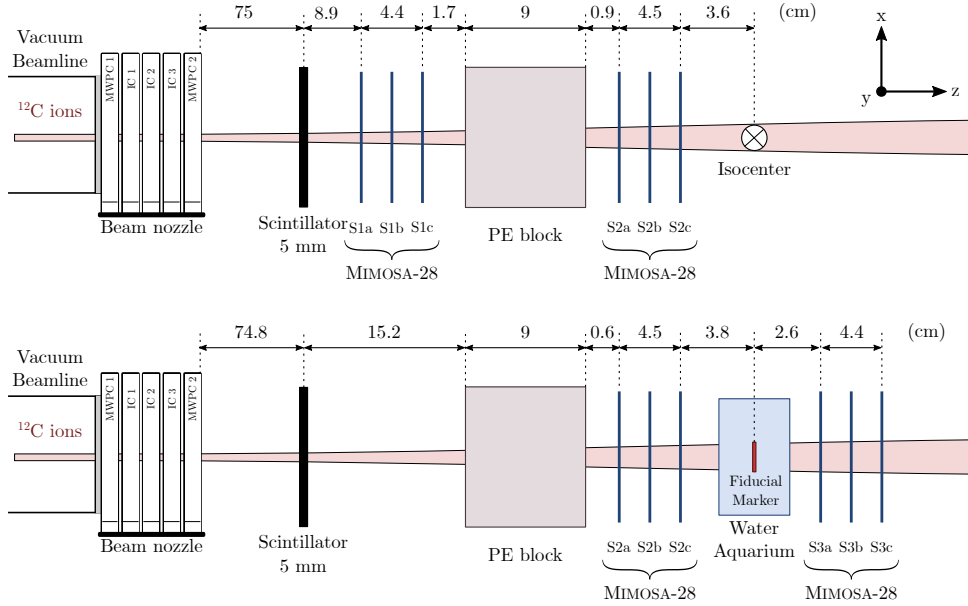 75 8.9 4.4 1.7 9 0.9 4.5 3.6 (cm)
Vacuum
Beamline
12C ions
MWPC 1
IC 1
IC 2
IC 3
MWPC 2
x
y
z
Isocenter
Beam nozzle
Scintillator
5 mm
S1a S1b S1c
MIMOSA-28
PE block
S2a S2b S2c
MIMOSA-28
74.8 15.2 9 0.6 4.5 3.8 2.6 4.4 (cm)
Vacuum
Beamline
12C ions
MWPC 1
IC 1
IC 2
IC 3
MWPC 2
Fiducial
Marker
Beam nozzle
Scintillator
5 mm
PE block
S2a S2b S2c
MIMOSA-28
Water
Aquarium
S3a S3b S3c
MIMOSA-28